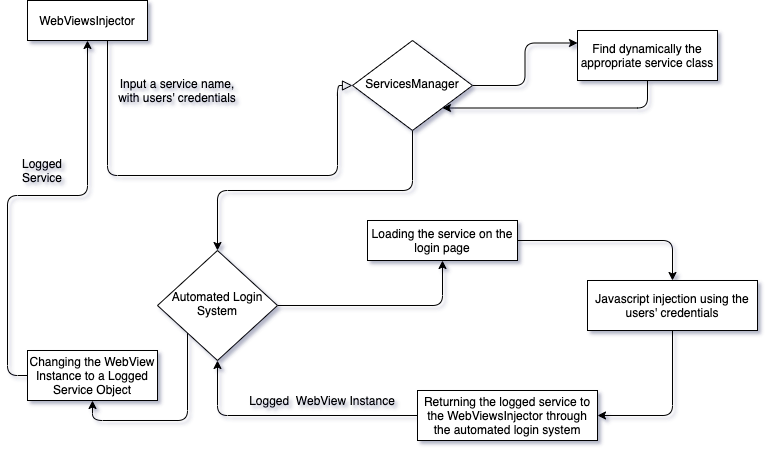 WebViewsInjector
Input a service name,
with users' credentials
ServicesManager
Find dynamically the
appropriate service class
Logged
Service
Loading the service on the
login page
Automated Login
System
Javascript injection using the
users' credentials
Changing the WebView
Instance to a Logged
Service Object
Logged  WebView Instance
Returning the logged service to
the WebViewsInjector through
the automated login system